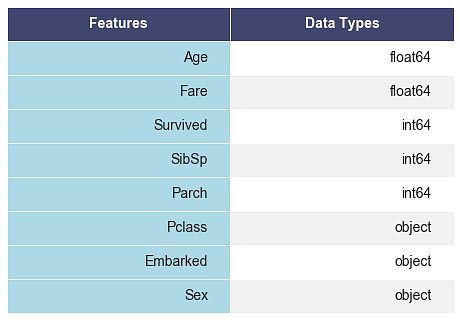 Features Data Types
Age float64
Fare float64
Survived int64
SibSp int64
Parch int64
Pclass object
Embarked object
Sex object